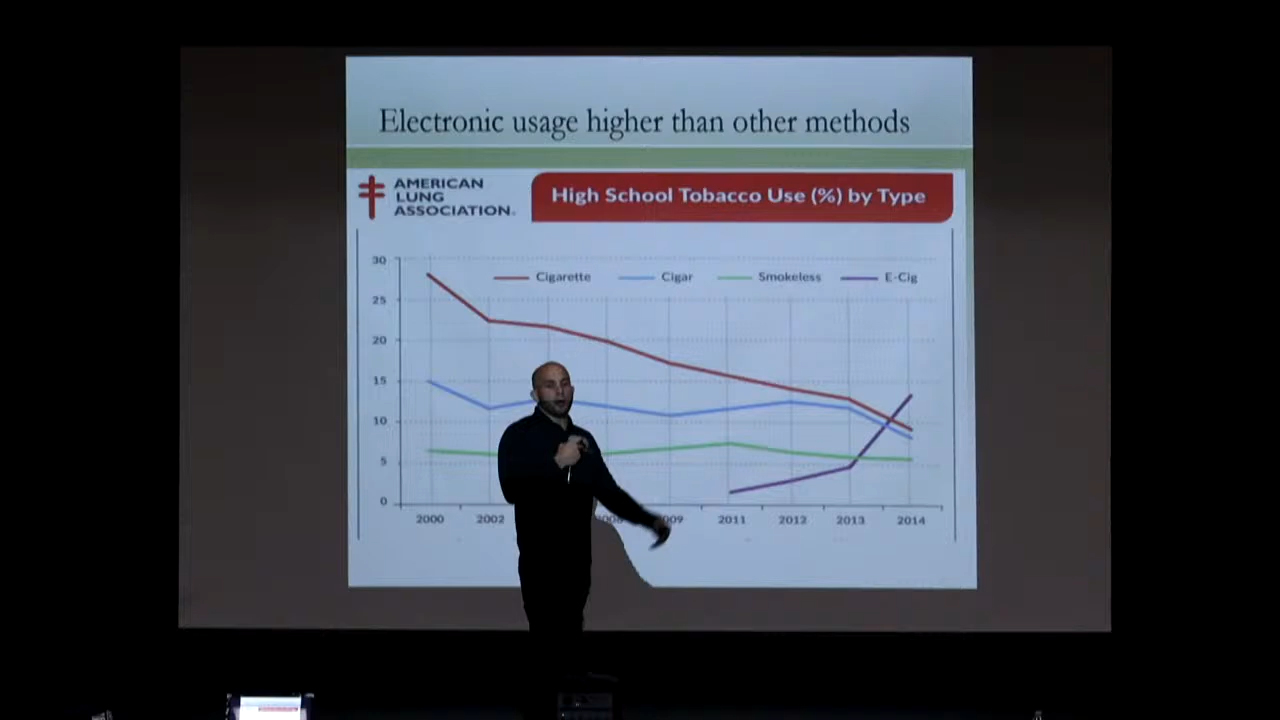 Electronic usage higher than other methods
AMERICAN
LUNG
ASSOCIATION.
High School Tobacco Use (%) by Type
Cigarette Cigar Smokeless E-Cig
30
25
20
15
10
5
0
2000 2002 2011 2012 2013 2014